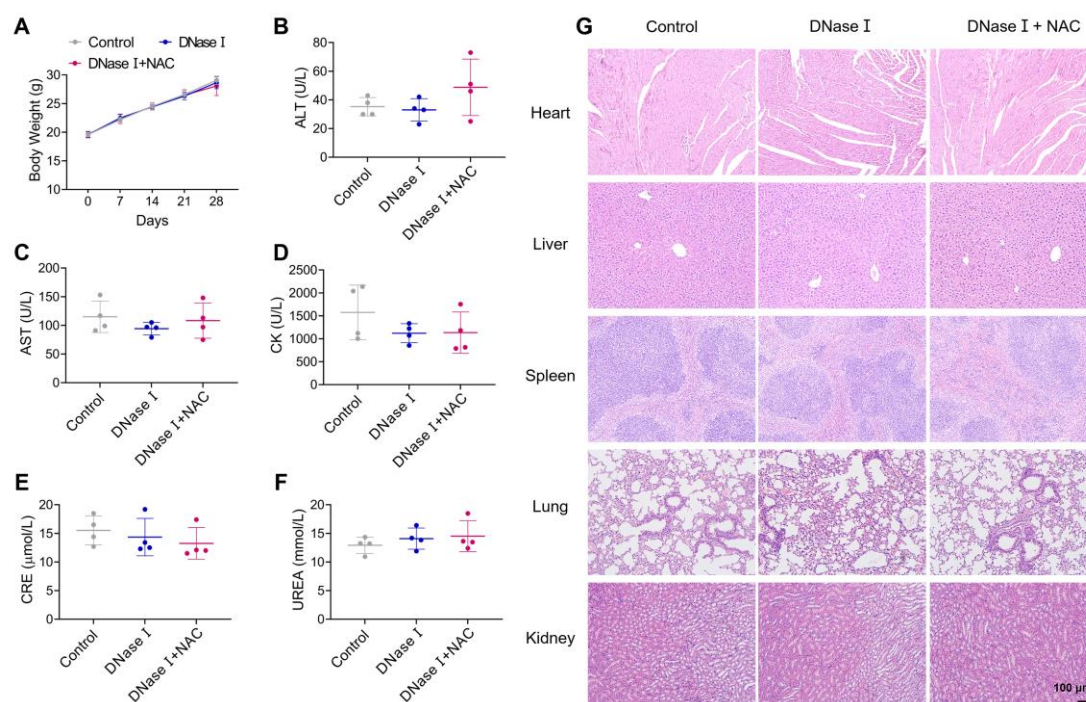 A
Control
DNase I
DNase I+NAC
Body Weight (g)
30
25
20
15
10
0 7 14 21 28
Days
B
ALT (U/L)
80
60
40
20
0
Control
DNase I
DNase I+NAC
C
AST (U/L)
200
150
100
50
0
Control
DNase I
DNase I+NAC
D
CK (U/L)
2500
2000
1500
1000
500
0
Control
DNase I
DNase I+NAC
E
CRE (μmol/L)
20
15
10
5
0
Control
DNase I
DNase I+NAC
F
UREA (mmol/L)
20
15
10
5
0
Control
DNase I
DNase I+NAC
G
Control DNase I DNase I + NAC
Heart
Liver
Spleen
Lung
Kidney
100